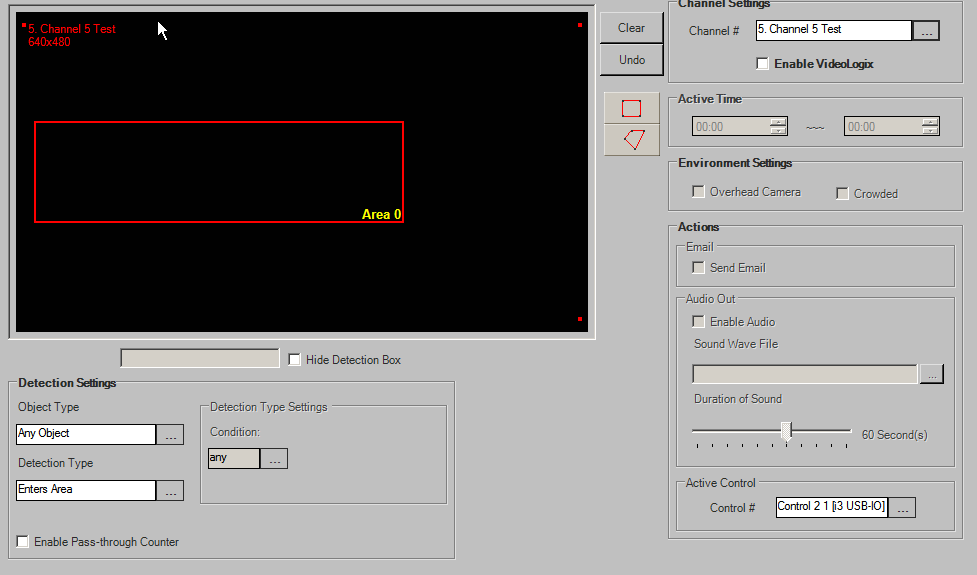 5. Channel 5 Test
640x480
Area 0
Hide Detection Box
Clear
Undo
Detection Settings
Object Type
Any Object
...
Detection Type
Enters Area
...
Detection Type Settings
Condition:
any
...
Enable Pass-through Counter
Channel Settings
Channel #
5. Channel 5 Test
...
Enable VideoLogix
Active Time
00:00
~~~
00:00
Environment Settings
Overhead Camera
Crowded
Actions
Email
Send Email
Audio Out
Enable Audio
Sound Wave File
...
Duration of Sound
60 Second(s)
Active Control
Control #
Control 2 1 [i3 USB-IO]
...